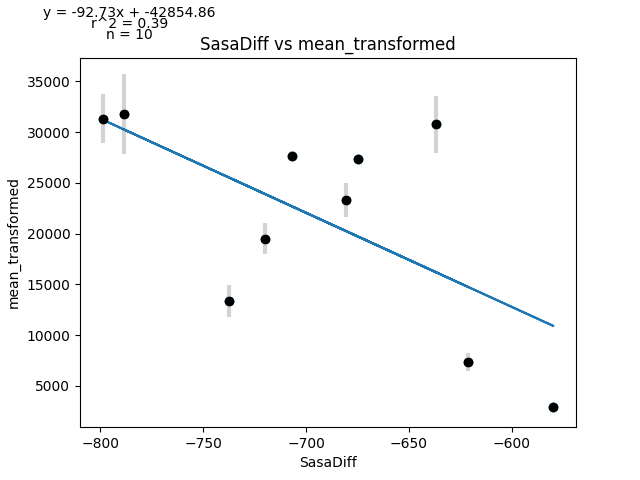 y = -92.73x + -42854.86
r^2 = 0.39
n = 10
SasaDiff vs mean_transformed
mean_transformed
35000
30000
25000
20000
15000
10000
5000
−800 −750 −700 −650 −600
SasaDiff